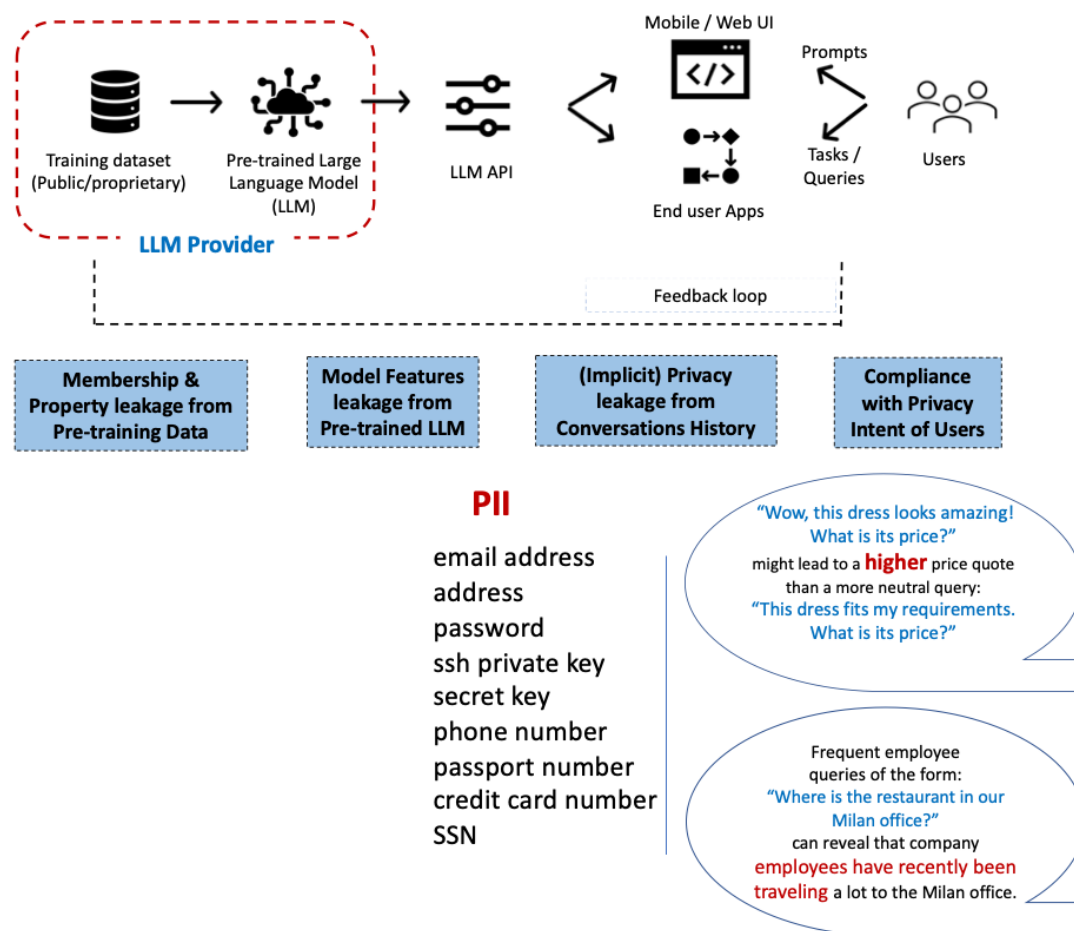 Mobile / Web UI
</>
Prompts
Training dataset
(Public/proprietary)
Pre-trained Large
Language Model
(LLM)
LLM API
End user Apps
Tasks /
Queries
Users
LLM Provider
Feedback loop
Membership &
Property leakage from
Pre-training Data
Model Features
leakage from
Pre-trained LLM
(Implicit) Privacy
leakage from
Conversations History
Compliance
with Privacy
Intent of Users
PII
email address
address
password
ssh private key
secret key
phone number
passport number
credit card number
SSN
“Wow, this dress looks amazing!
What is its price?”
might lead to a higher price quote
than a more neutral query:
“This dress fits my requirements.
What is its price?”
Frequent employee
queries of the form:
“Where is the restaurant in our
Milan office?”
can reveal that company
employees have recently been
traveling a lot to the Milan office.